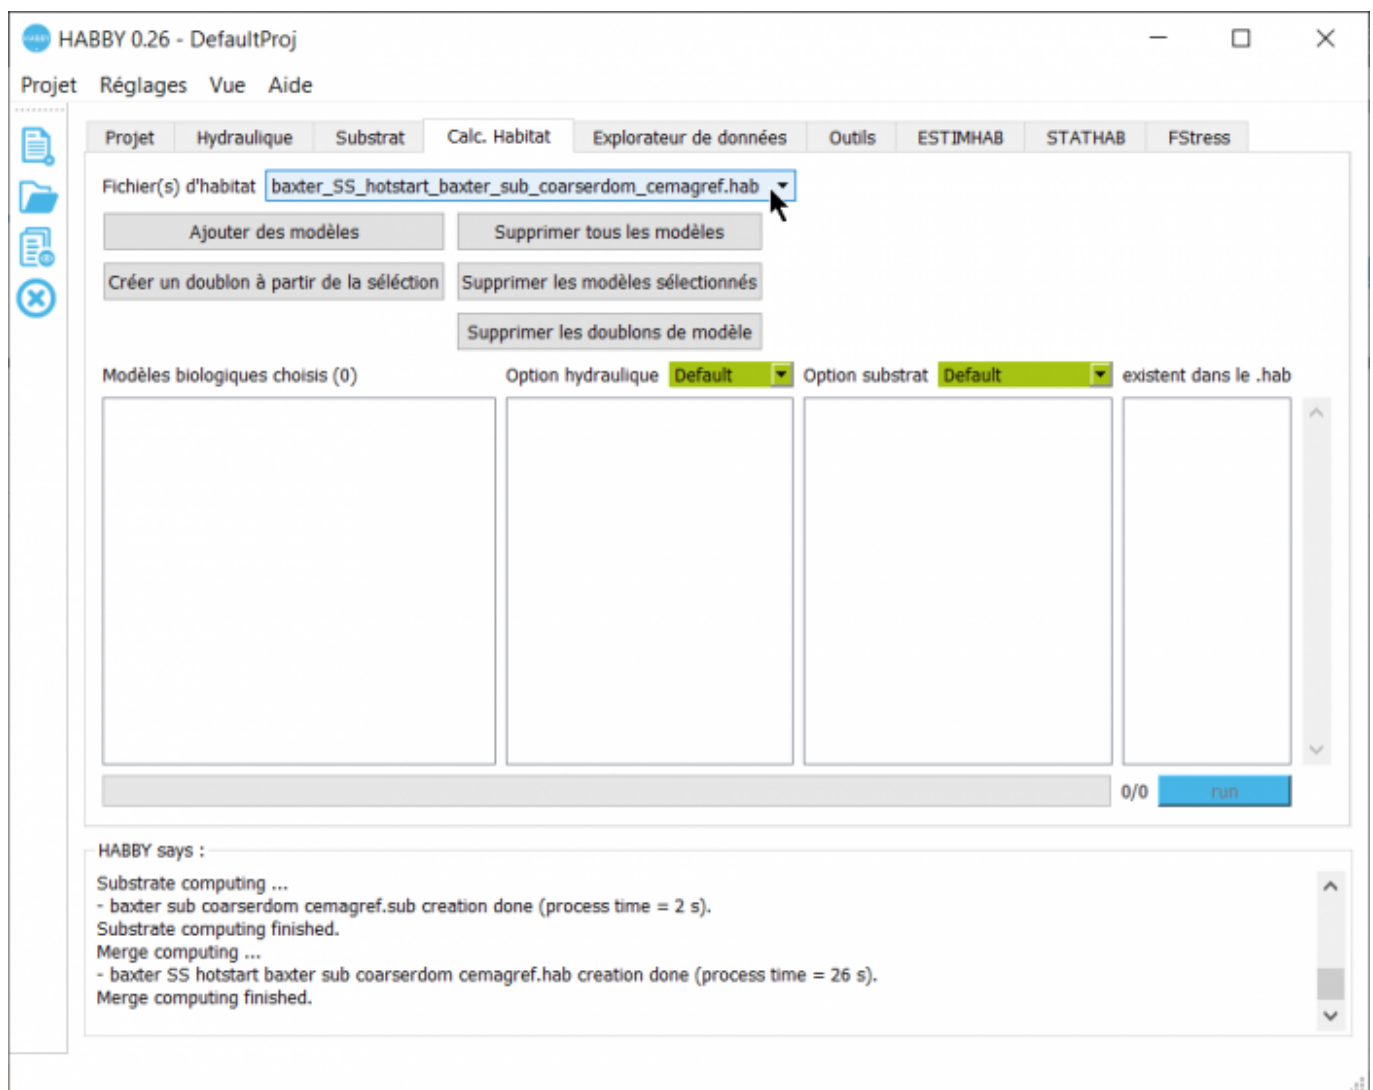 HABBY 0.26 - DefaultProj
Projet Réglages Vue Aide
Projet Hydraulique Substrat Calc. Habitat Explorateur de données Outils ESTIMHAB STATHAB FStress
Fichier(s) d'habitat baxter_SS_hotstart_baxter_sub_coarserdom_cemagref.hab
Ajouter des modèles Supprimer tous les modèles
Créer un doublon à partir de la séléction Supprimer les modèles sélectionnés
Supprimer les doublons de modèle
Modèles biologiques choisis (0) Option hydraulique Default Option substrat Default existent dans le .hab
0/0 run
HABBY says :
Substrate computing ...
- baxter sub coarserdom cemagref.sub creation done (process time = 2 s).
Substrate computing finished.
Merge computing ...
- baxter SS hotstart baxter sub coarserdom cemagref.hab creation done (process time = 26 s).
Merge computing finished.